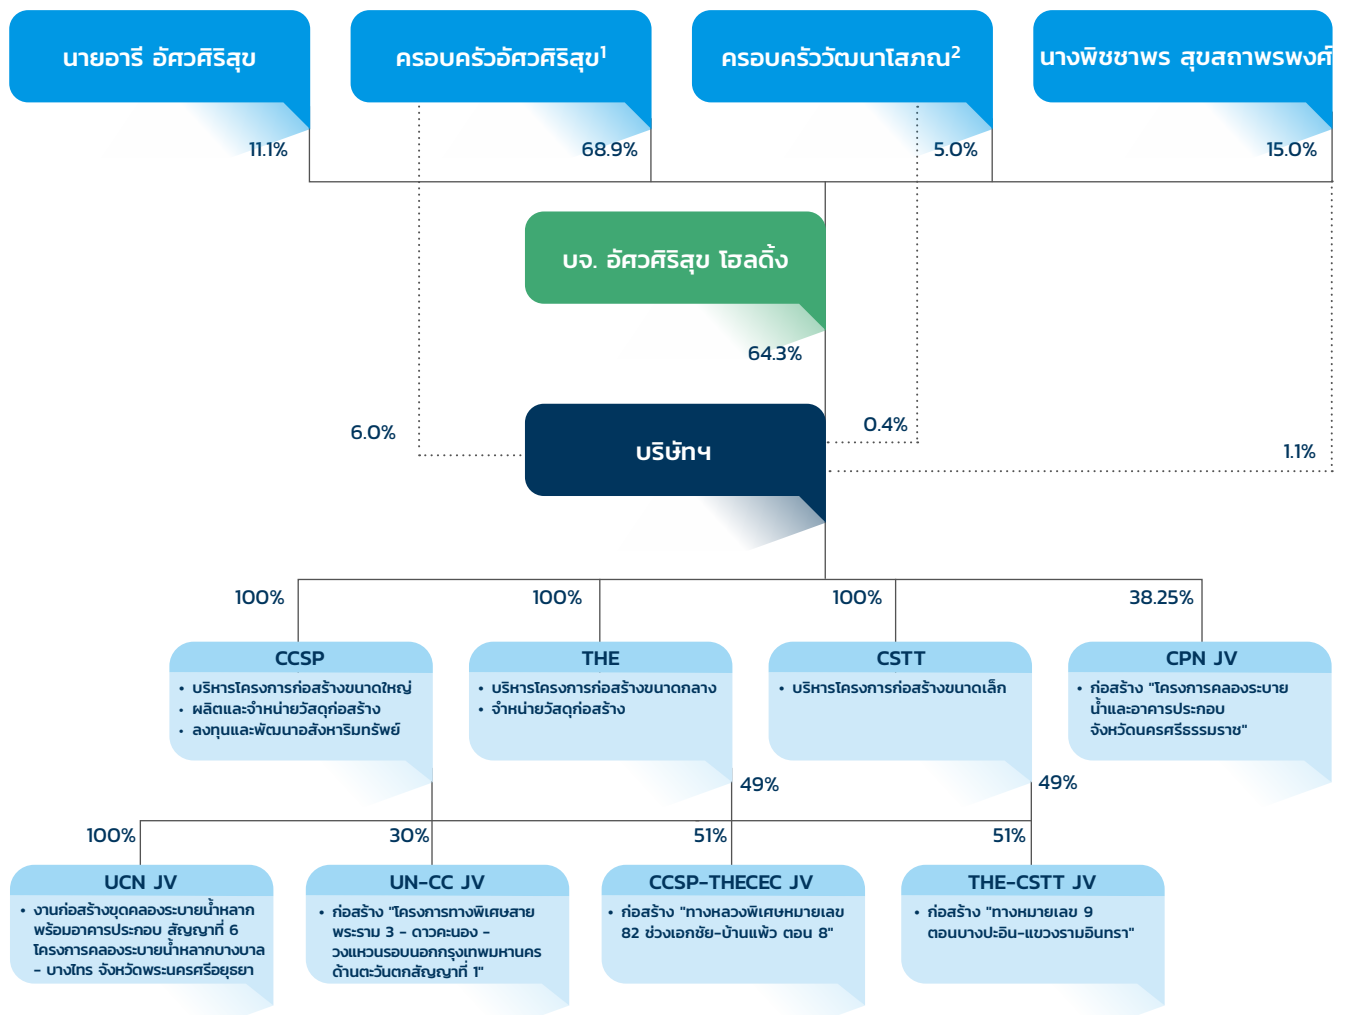 นายอารี อัศวศิริสุข
ครอบครัวอัศวศิริสุข¹
ครอบครัววัฒนาโสภณ²
นางพิชชาพร สุขสถาพรพงศ์
11.1%
68.9%
5.0%
15.0%
บจ. อัศวศิริสุข โฮลดิ้ง
64.3%
6.0%
บริษัทฯ
0.4%
1.1%
100%
100%
100%
38.25%
CCSP
• บริหารโครงการก่อสร้างขนาดใหญ่
• ผลิตและจำหน่ายวัสดุก่อสร้าง
• ลงทุนและพัฒนาอสังหาริมทรัพย์
THE
• บริหารโครงการก่อสร้างขนาดกลาง
• จำหน่ายวัสดุก่อสร้าง
CSTT
• บริหารโครงการก่อสร้างขนาดเล็ก
CPN JV
• ก่อสร้าง "โครงการคลองระบาย
น้ำและอาคารประกอบ
จังหวัดนครศรีธรรมราช"
49%
49%
100%
30%
51%
51%
UCN JV
• งานก่อสร้างขุดคลองระบายน้ำหลาก
พร้อมอาคารประกอบ สัญญาที่ 6
โครงการคลองระบายน้ำหลากบางบาล
- บางไทร จังหวัดพระนครศรีอยุธยา
UN-CC JV
• ก่อสร้าง "โครงการทางพิเศษสาย
พระราม 3 - ดาวคะนอง -
วงแหวนรอบนอกกรุงเทพมหานคร
ด้านตะวันตกสัญญาที่ 1"
CCSP-THECEC JV
• ก่อสร้าง "ทางหลวงพิเศษหมายเลข
82 ช่วงเอกชัย-บ้านแพ้ว ตอน 8"
THE-CSTT JV
• ก่อสร้าง "ทางหมายเลข 9
ตอนบางปะอิน-แขวงรามอินทรา"